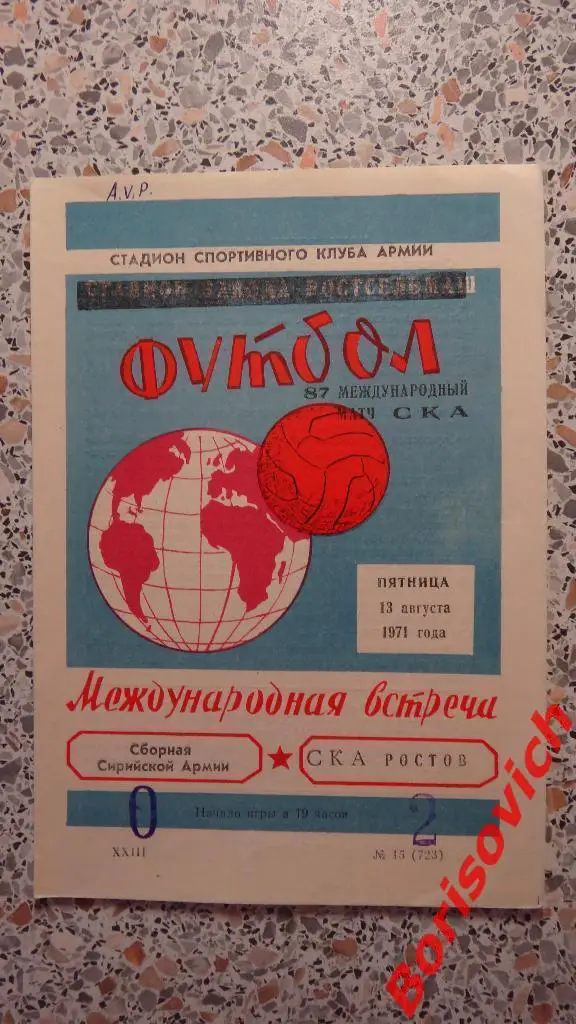 A.V.P.
СТАДИОН СПОРТИВНОГО КЛУБА АРМИИ
ФУТБОЛ
87 МЕЖДУНАРОДНЫЙ
МАТЧ СКА
ПЯТНИЦА
13 августа
1971 года
Международная встреча
Сборная
Сирийской Армии
СКА РОСТОВ
Начало игры в 19 часов
0
2
XXIII
№ 15 (723)
Borisovich